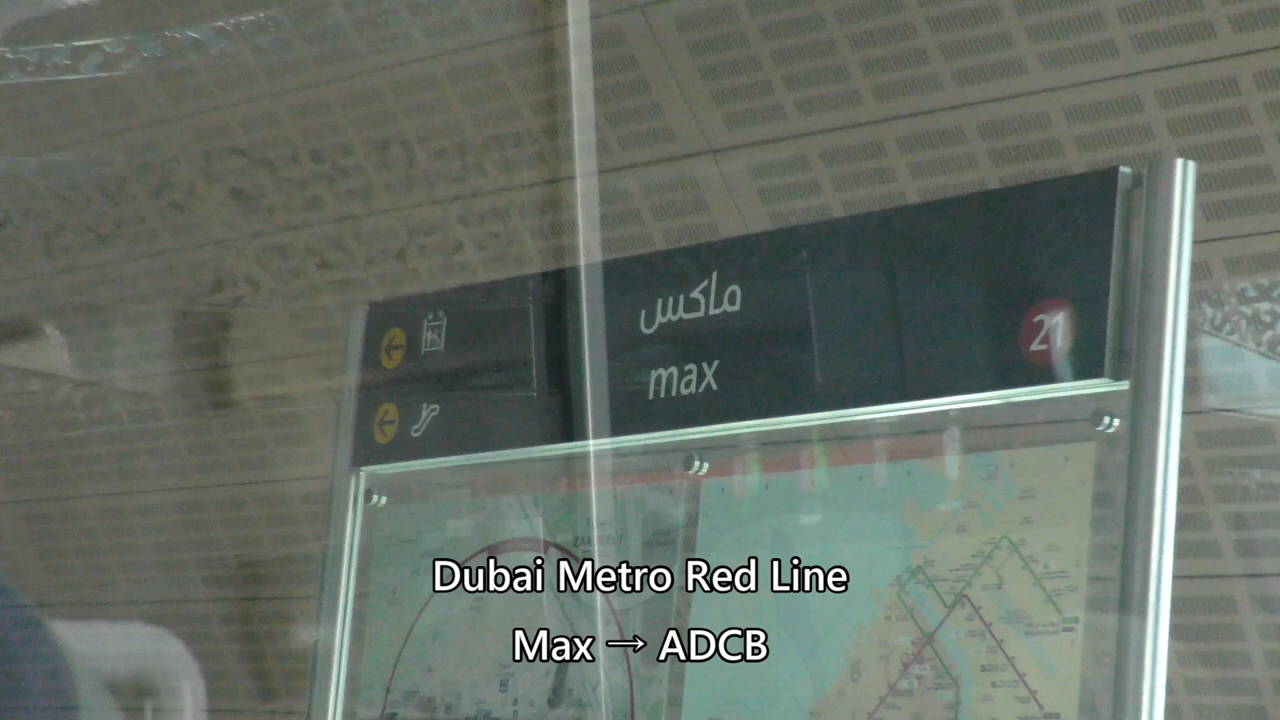 ماكس
max
21
Dubai Metro Red Line
Max → ADCB